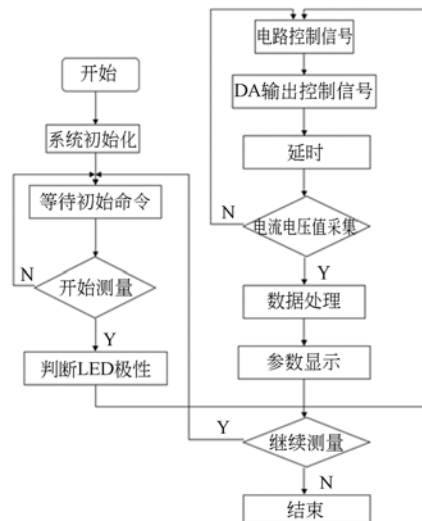 开始
系统初始化
等待初始命令
N
开始测量
Y
判断LED极性
电路控制信号
DA输出控制信号
延时
N
电流电压值采集
Y
数据处理
参数显示
Y
继续测量
N
结束